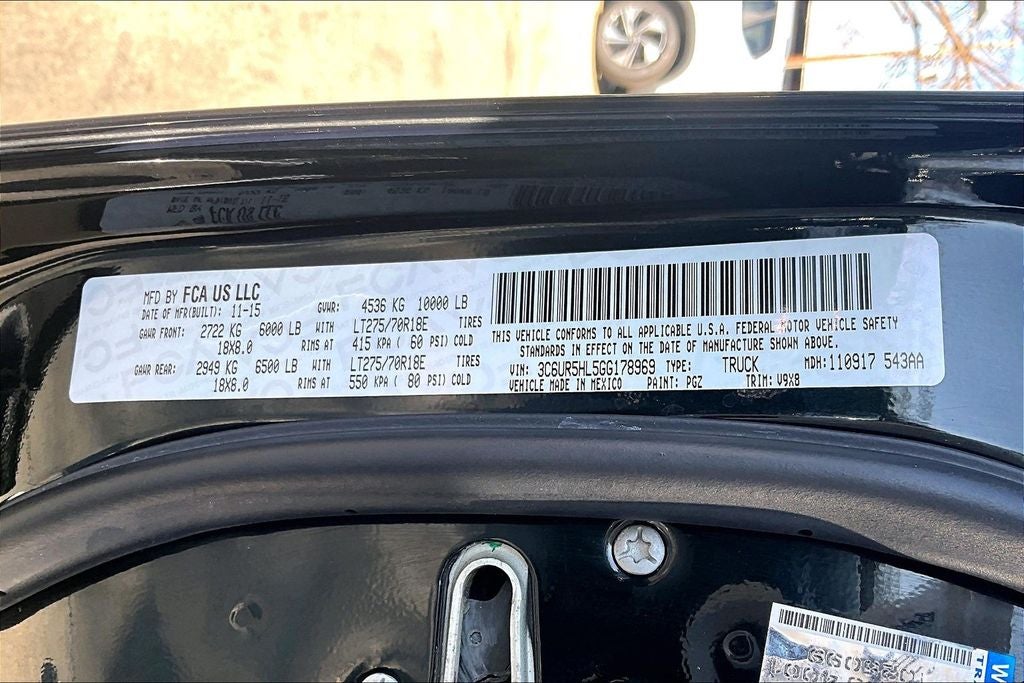 MFD BY FCA US LLC
DATE OF MFR(BUILT): 11-15 GVWR: 4536 KG 10000 LB
GAWR FRONT: 2722 KG 6000 LB WITH LT275/70R18E TIRES
18X8.0 RIMS AT 415 KPA ( 60 PSI) COLD
GAWR REAR: 2949 KG 6500 LB WITH LT275/70R18E TIRES
18X8.0 RIMS AT 550 KPA ( 80 PSI) COLD
THIS VEHICLE CONFORMS TO ALL APPLICABLE U.S.A. FEDERAL MOTOR VEHICLE SAFETY
STANDARDS IN EFFECT ON THE DATE OF MANUFACTURE SHOWN ABOVE.
VIN: 3C6UR5HL5GG178969 TYPE: TRUCK MDH: 110917 543AA
VEHICLE MADE IN MEXICO PAINT: PGZ TRIM: V9X8